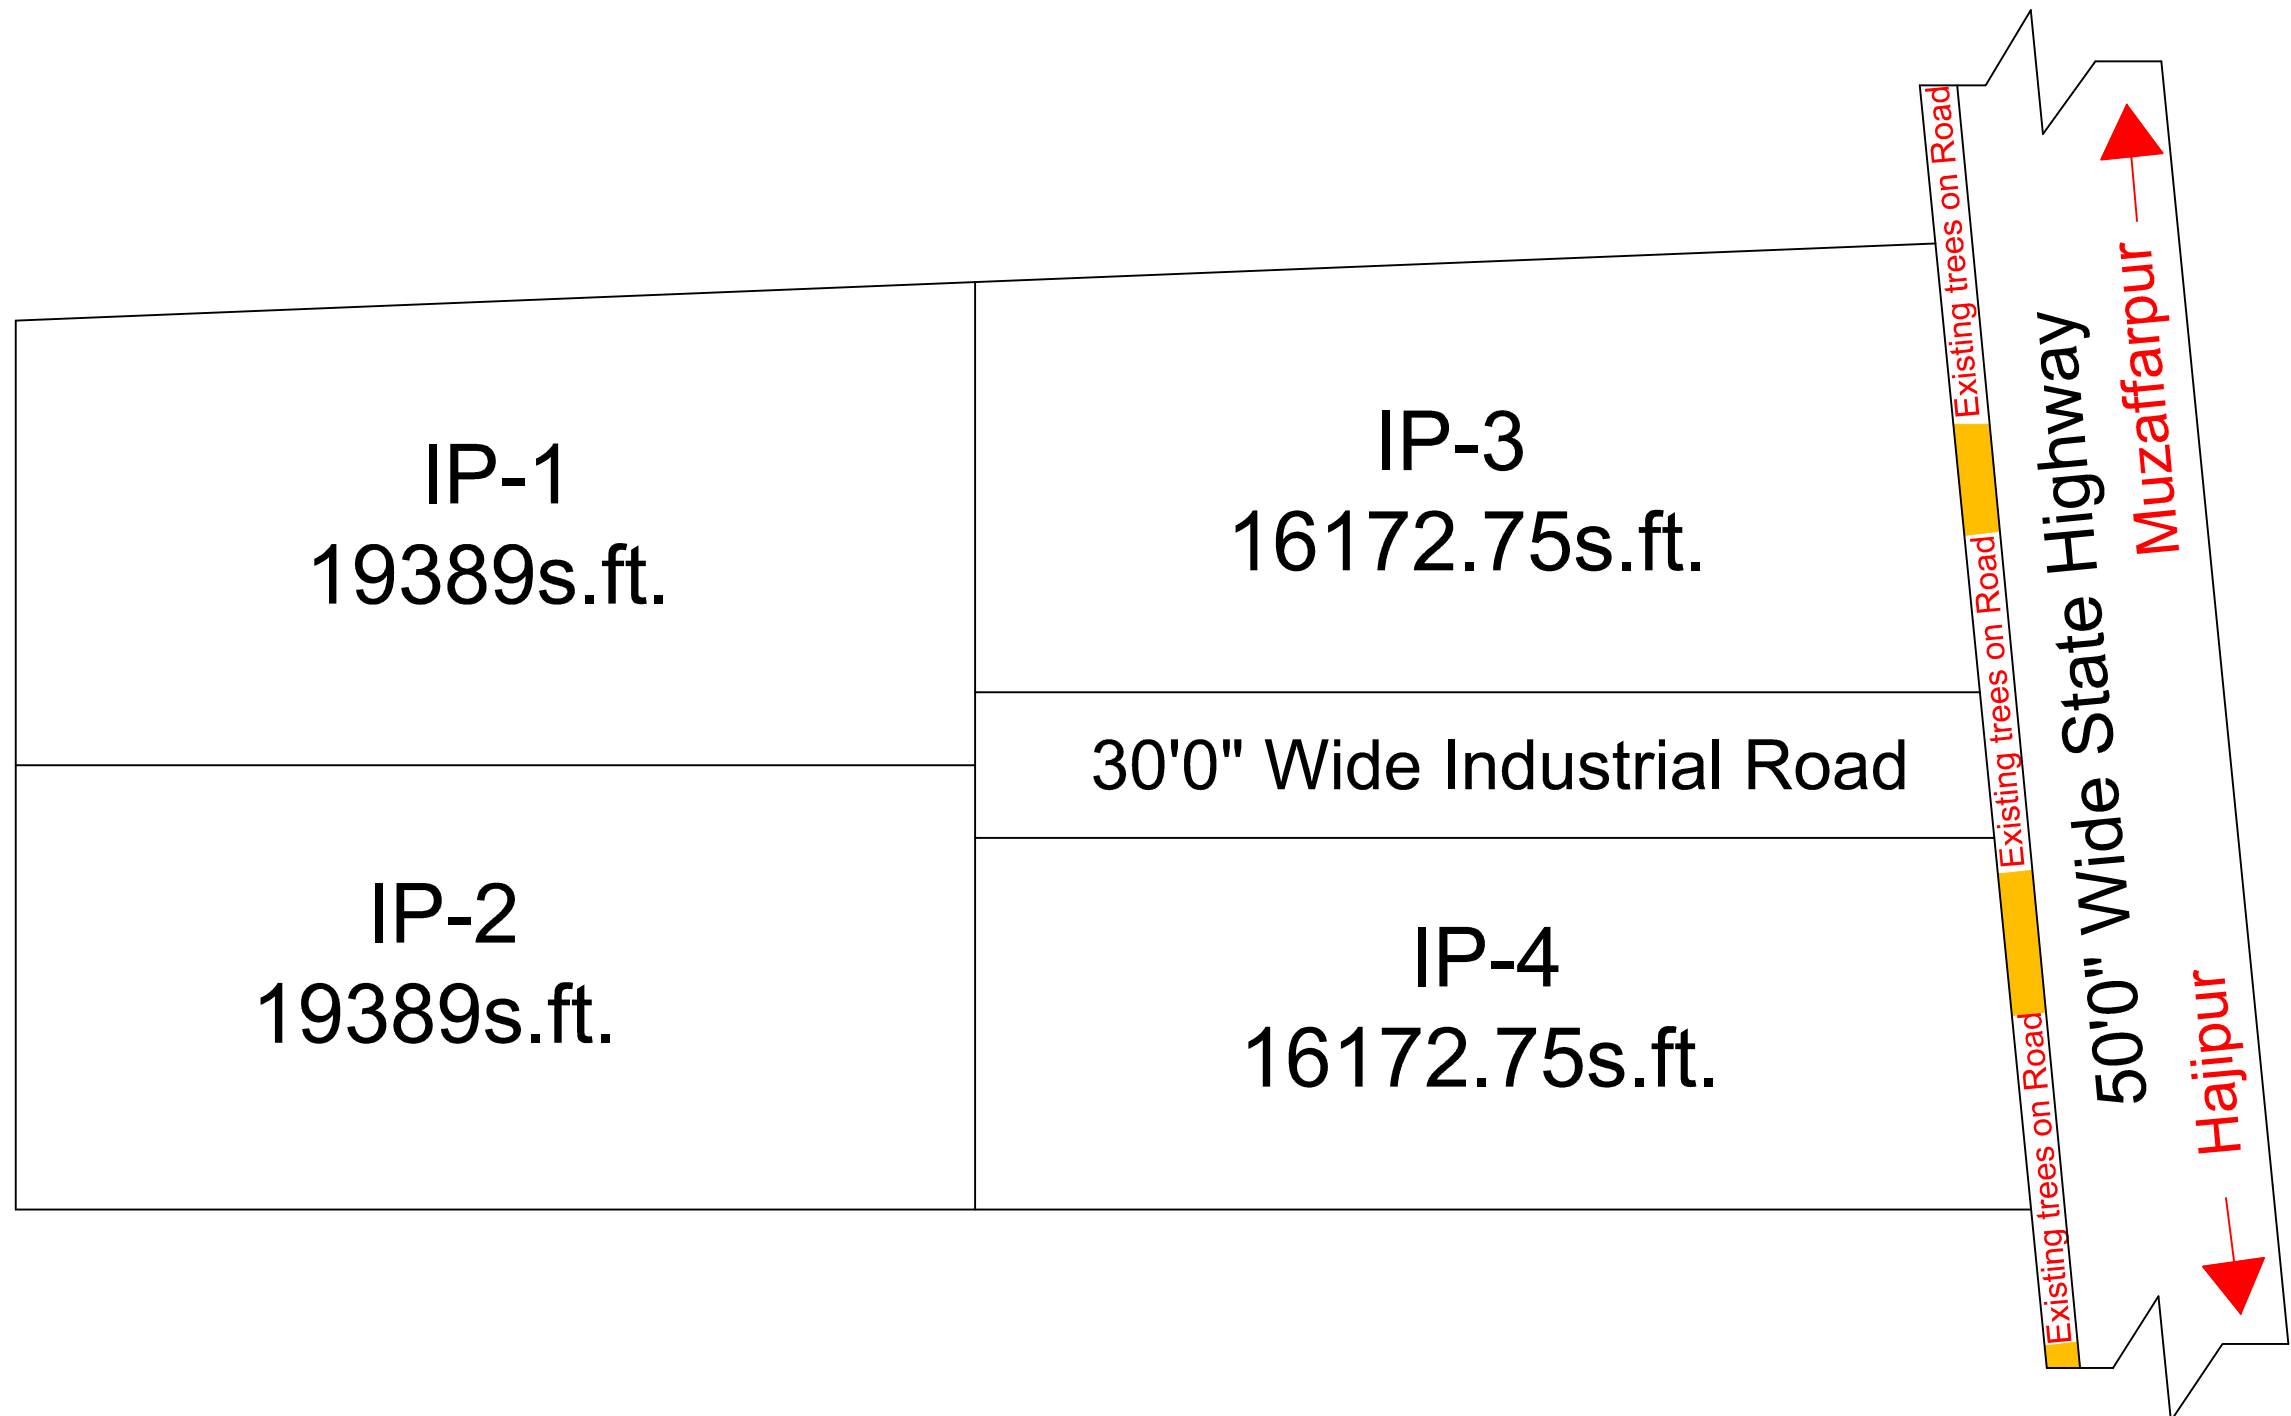 IP-1
19389s.ft.
IP-3
16172.75s.ft.
30'0" Wide Industrial Road
IP-2
19389s.ft.
IP-4
16172.75s.ft.
Existing trees on Road
Existing trees on Road
Existing trees on Road
50'0" Wide State Highway
Muzaffarpur
Hajipur